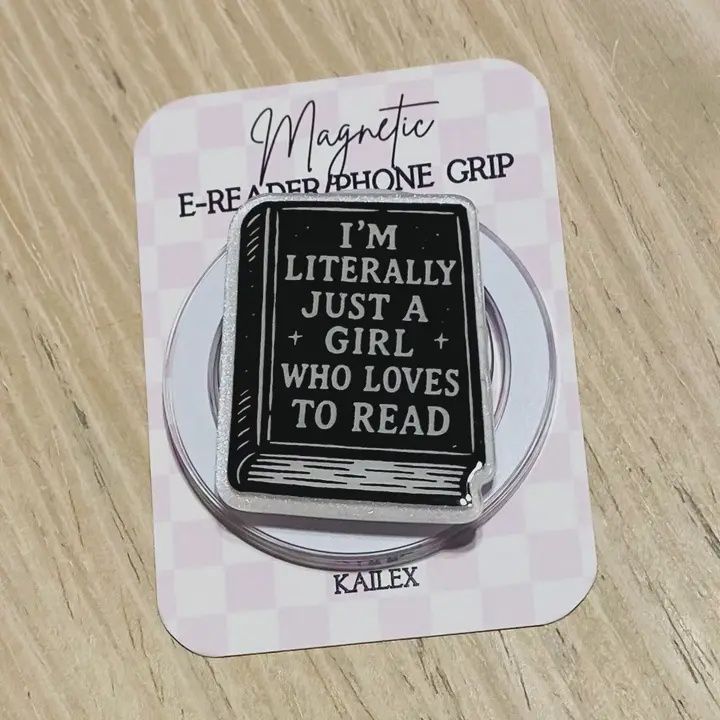 Magnetic
E-READER/PHONE GRIP
I'M
LITERALLY
JUST A
GIRL
WHO LOVES
TO READ
KAILEX